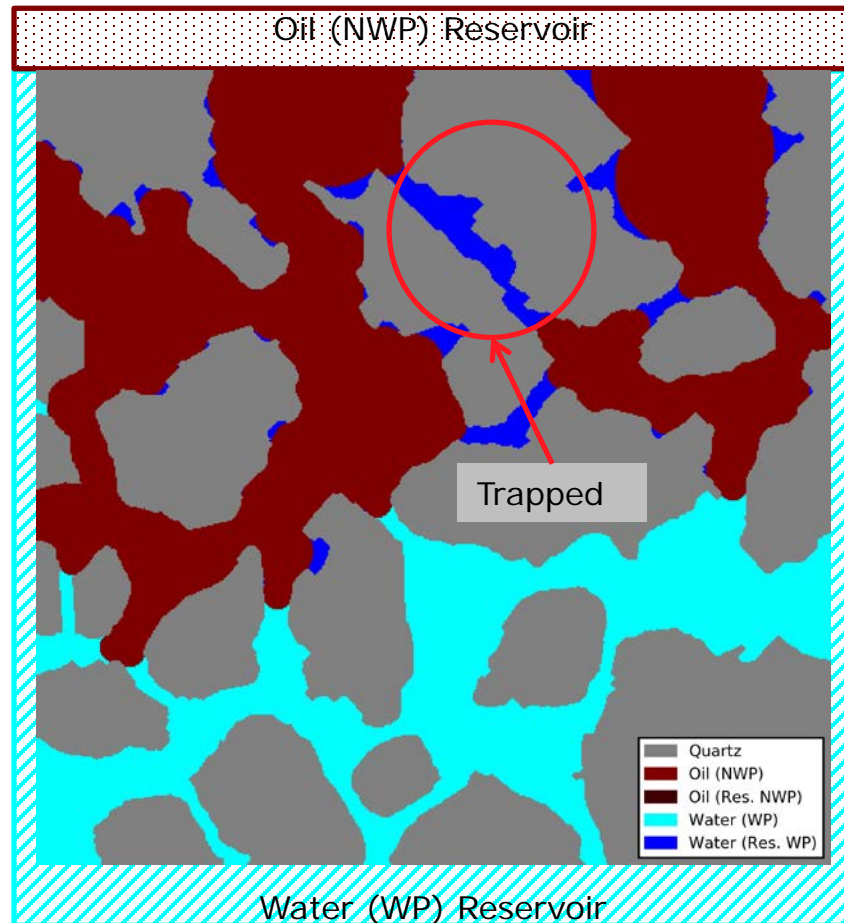 Oil (NWP) Reservoir
Trapped
Quartz
Oil (NWP)
Oil (Res. NWP)
Water (WP)
Water (Res. WP)
Water (WP) Reservoir